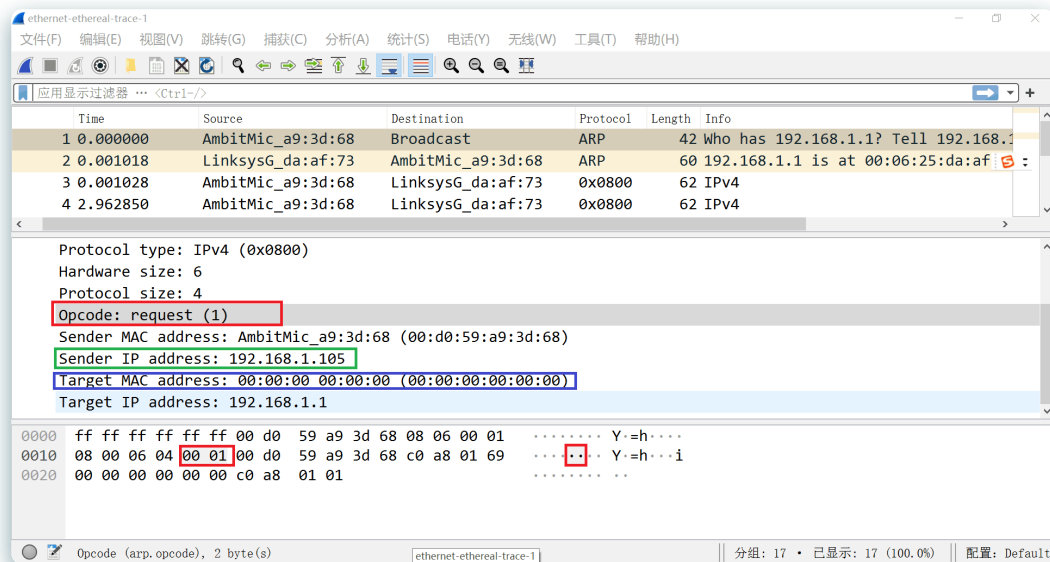 ethernet-ethereal-trace-1
文件(F) 编辑(E) 视图(V) 跳转(G) 捕获(C) 分析(A) 统计(S) 电话(Y) 无线(W) 工具(T) 帮助(H)
应用显示过滤器 … <Ctrl-/>
Time Source Destination Protocol Length Info
1 0.000000 AmbitMic_a9:3d:68 Broadcast ARP 42 Who has 192.168.1.1? Tell 192.168.1
2 0.001018 LinksysG_da:af:73 AmbitMic_a9:3d:68 ARP 60 192.168.1.1 is at 00:06:25:da:af
3 0.001028 AmbitMic_a9:3d:68 LinksysG_da:af:73 0x0800 62 IPv4
4 2.962850 AmbitMic_a9:3d:68 LinksysG_da:af:73 0x0800 62 IPv4
Protocol type: IPv4 (0x0800)
Hardware size: 6
Protocol size: 4
Opcode: request (1)
Sender MAC address: AmbitMic_a9:3d:68 (00:d0:59:a9:3d:68)
Sender IP address: 192.168.1.105
Target MAC address: 00:00:00 00:00:00 (00:00:00:00:00:00)
Target IP address: 192.168.1.1
0000 ff ff ff ff ff ff 00 d0 59 a9 3d 68 08 06 00 01 ········ Y·=h····
0010 08 00 06 04 00 01 00 d0 59 a9 3d 68 c0 a8 01 69 ········ Y·=h···i
0020 00 00 00 00 00 00 c0 a8 01 01 ········ ··
Opcode (arp.opcode), 2 byte(s) ethernet-ethereal-trace-1 分组: 17 · 已显示: 17 (100.0%) 配置: Default